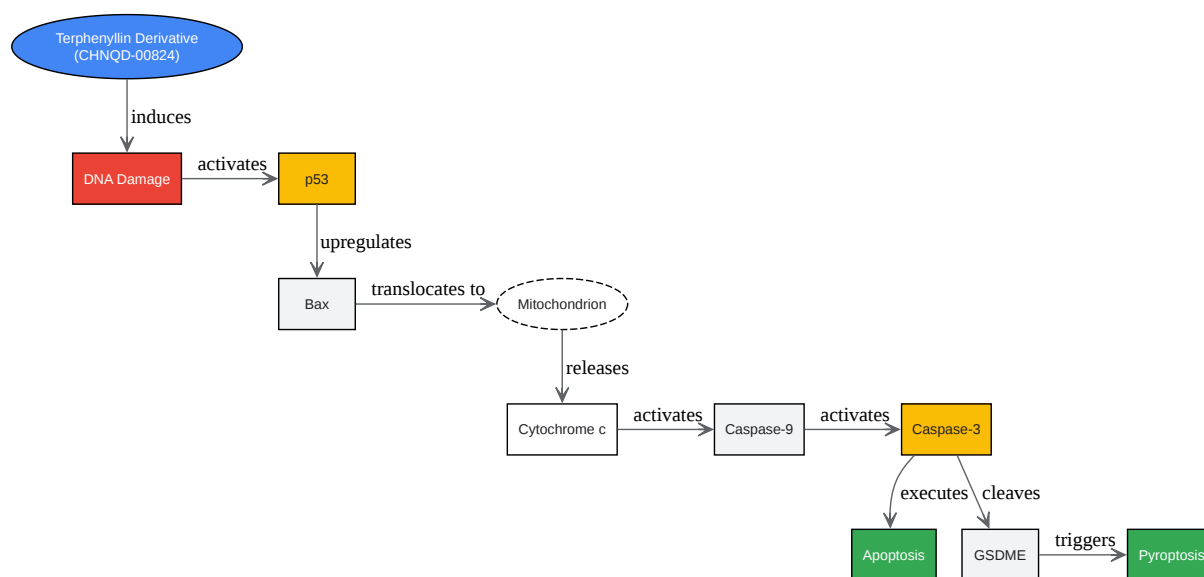 Terphenyllin Derivative
(CHNQD-00824)
induces
DNA Damage
activates
p53
upregulates
Bax
translocates to
Mitochondrion
releases
Cytochrome c
activates
Caspase-9
activates
Caspase-3
executes
cleaves
Apoptosis
GSDME
triggers
Pyroptosis